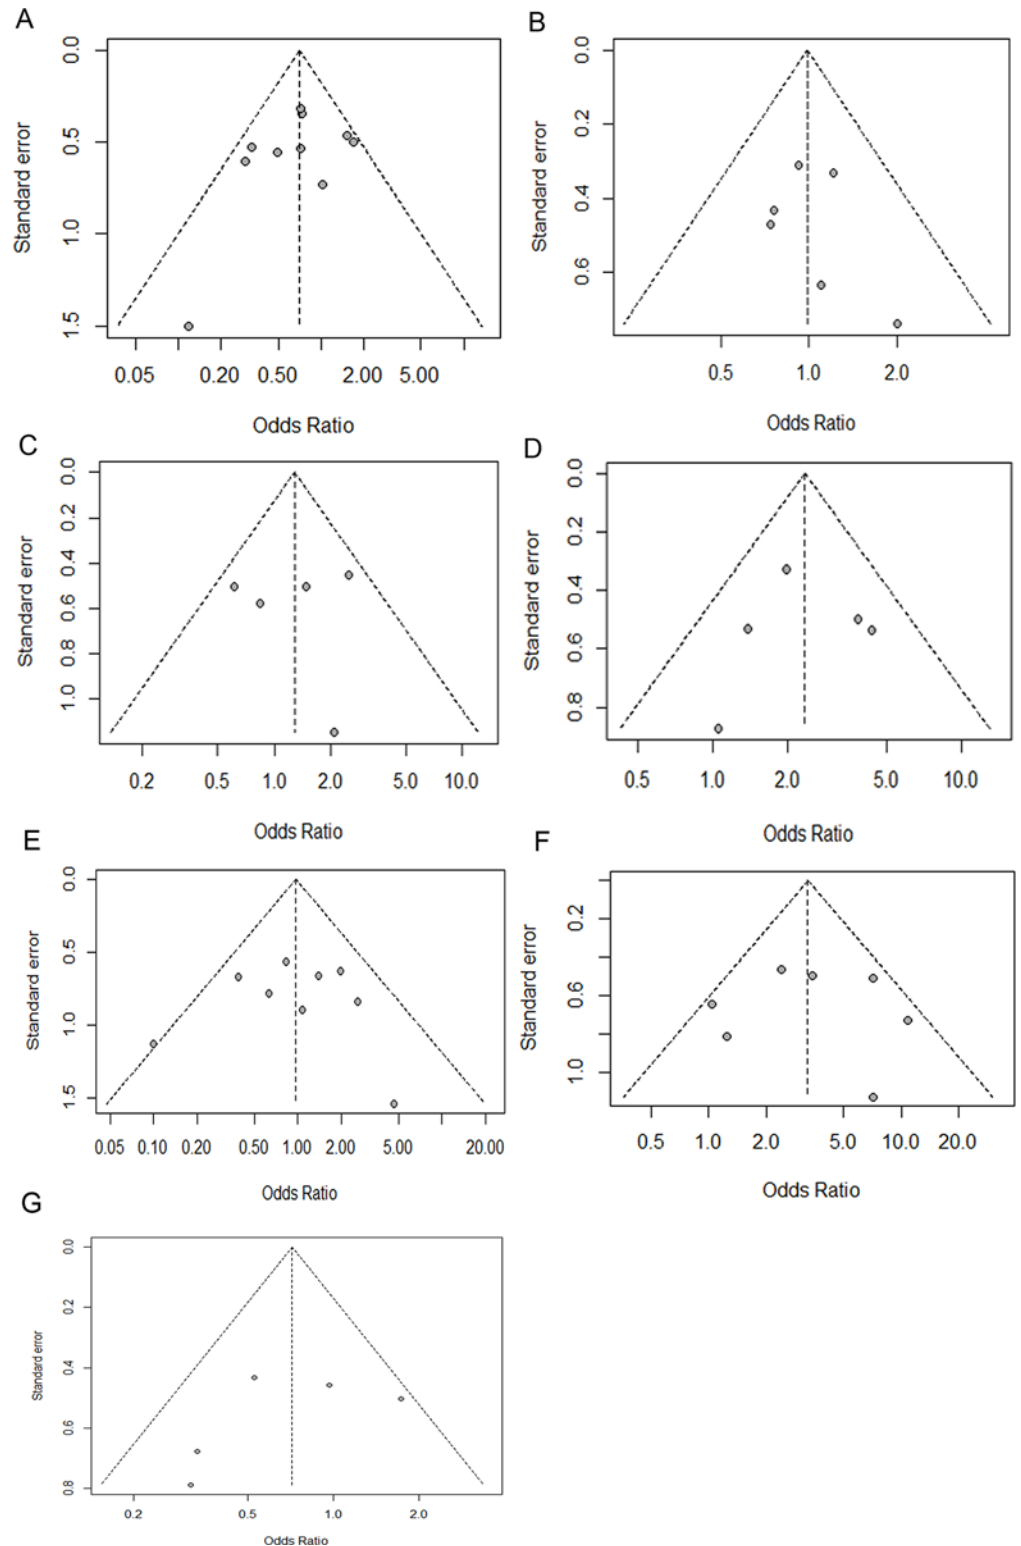 A
Standard error
0.0
0.5
1.0
1.5
0.05 0.20 0.50 2.00 5.00
Odds Ratio
B
Standard error
0.0
0.2
0.4
0.6
0.5 1.0 2.0
Odds Ratio
C
Standard error
0.0
0.2
0.4
0.6
0.8
1.0
0.2 0.5 1.0 2.0 5.0 10.0
Odds Ratio
D
Standard error
0.0
0.2
0.4
0.6
0.8
0.5 1.0 2.0 5.0 10.0
Odds Ratio
E
Standard error
0.0
0.5
1.0
1.5
0.05 0.10 0.20 0.50 1.00 2.00 5.00 20.00
Odds Ratio
F
Standard error
0.2
0.6
1.0
0.5 1.0 2.0 5.0 10.0 20.0
Odds Ratio
G
Standard error
0.0
0.2
0.4
0.6
0.8
0.2 0.5 1.0 2.0
Odds Ratio